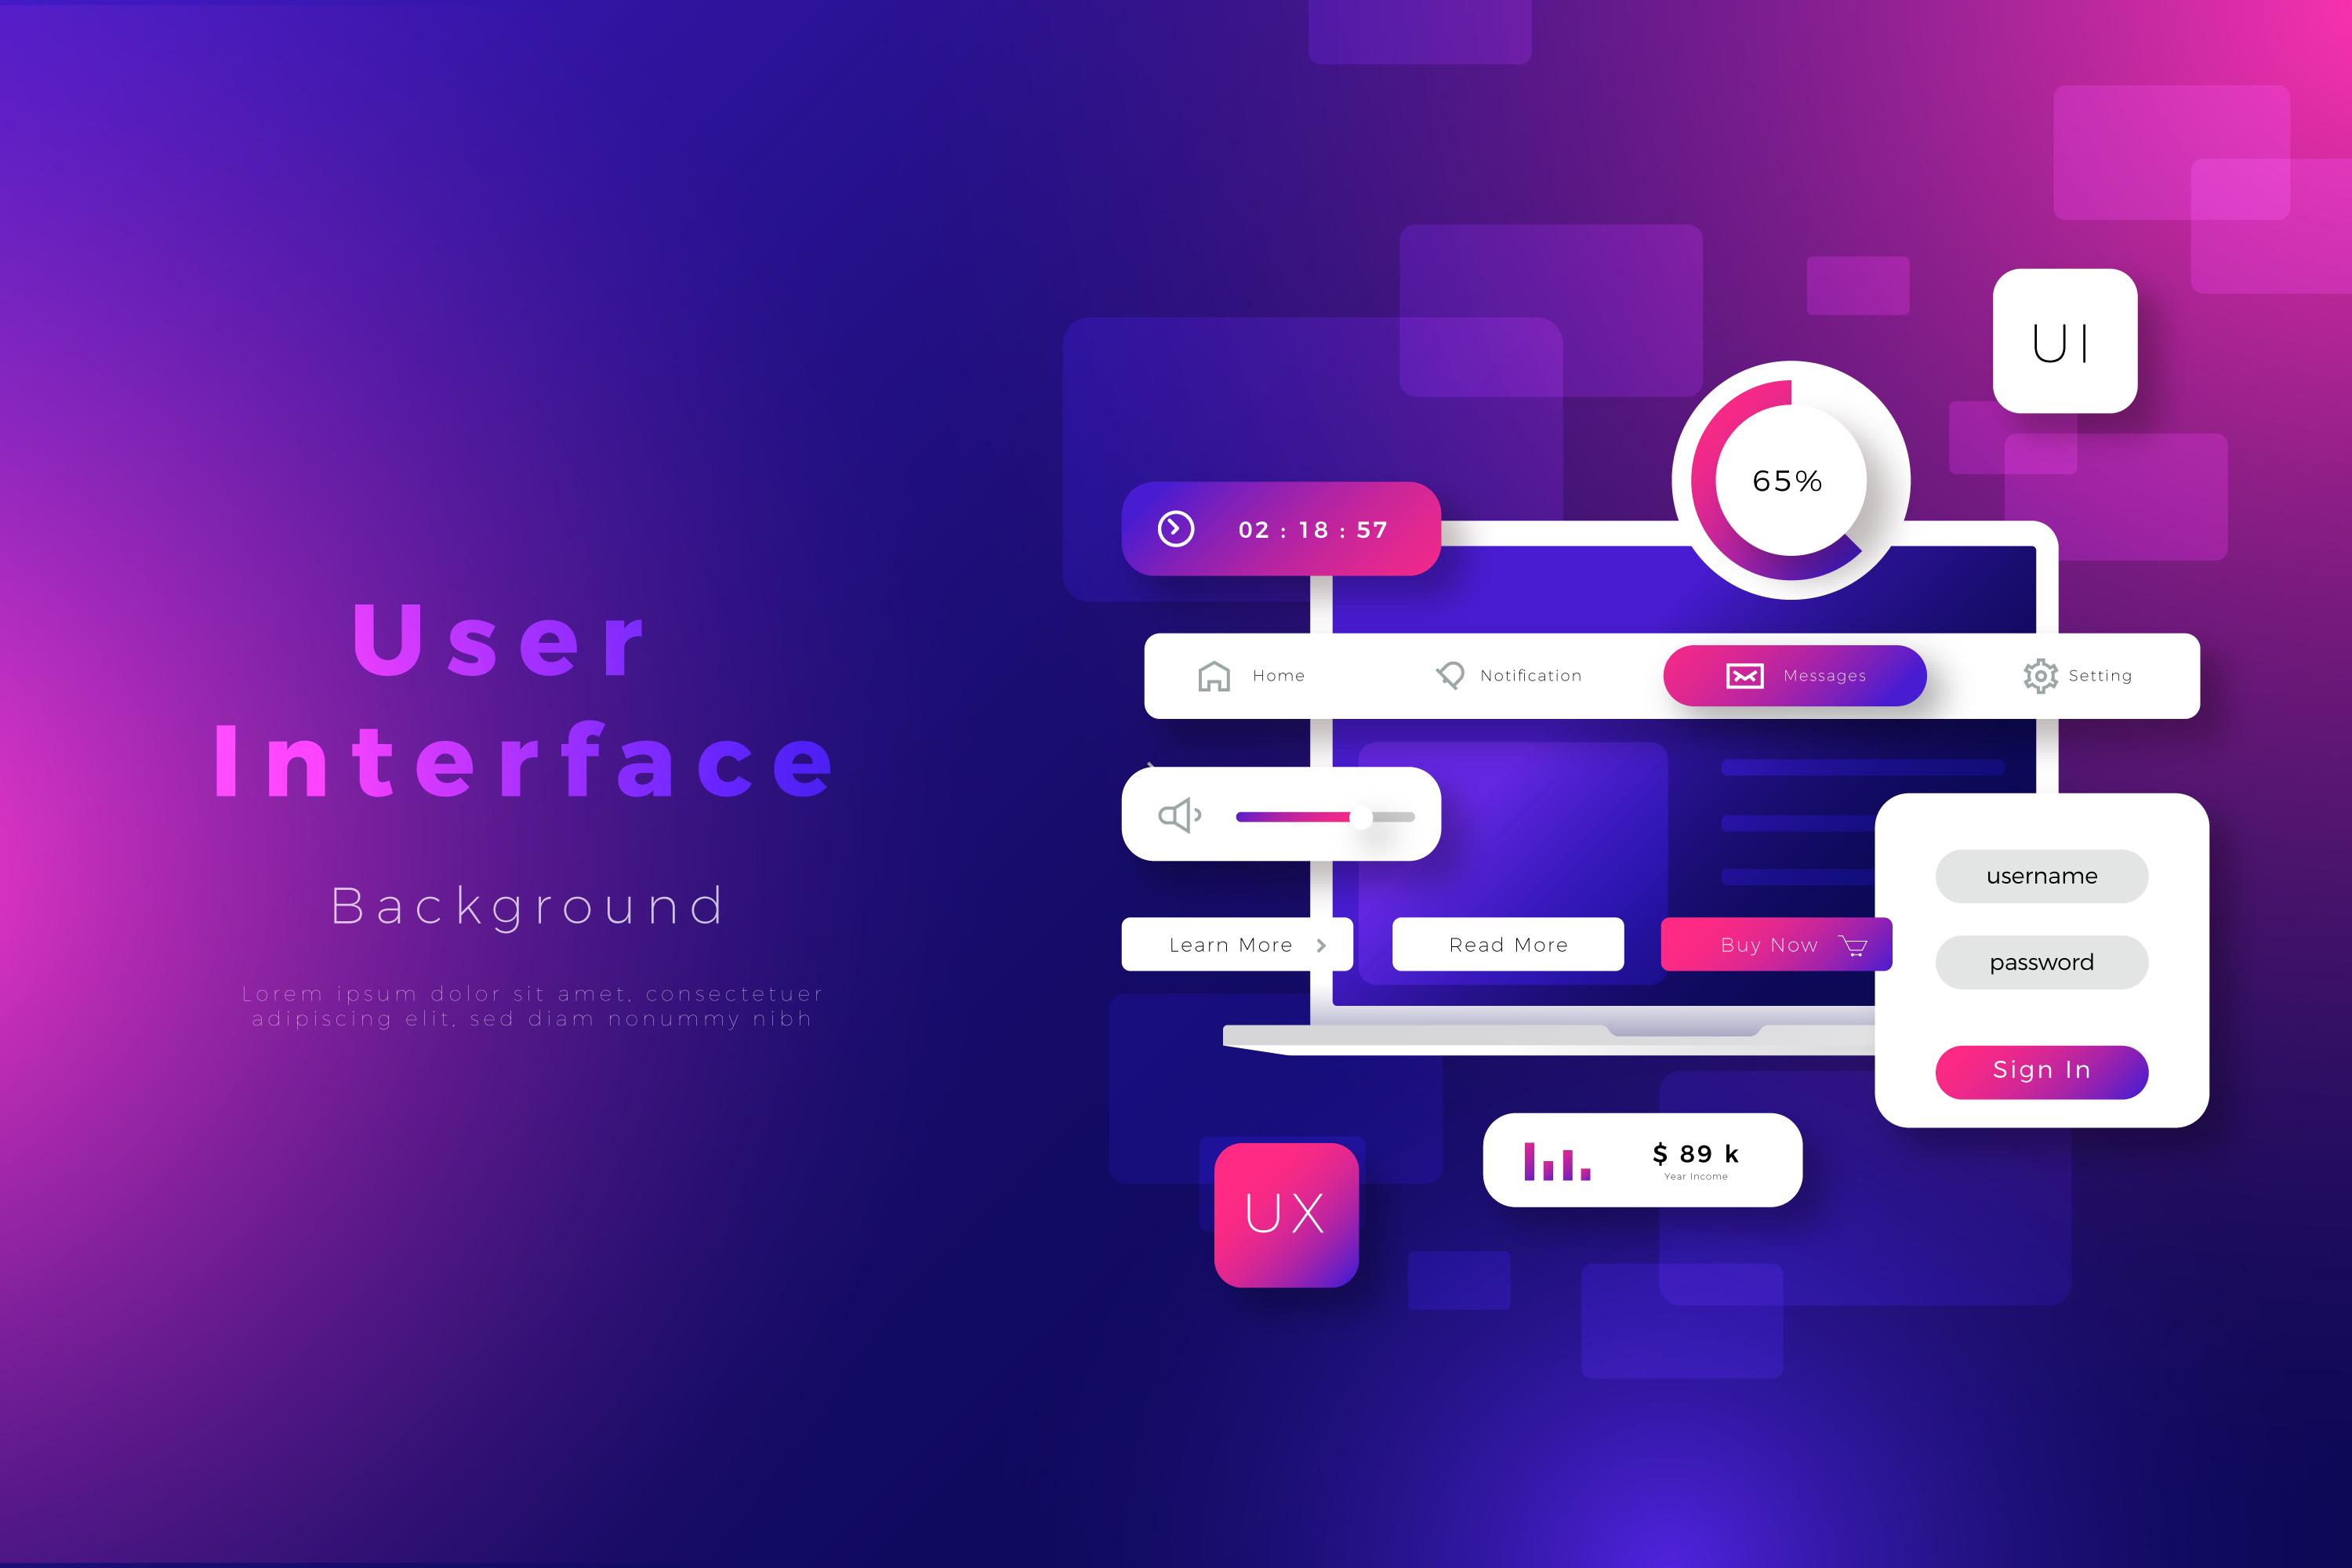 User
Interface
Background
Lorem ipsum dolor sit amet, consectetuer
adipiscing elit, sed diam nonummy nibh
UI
65%
02 : 18 : 57
Home Notification Messages Setting
username
password
Sign In
Learn More Read More Buy Now
$ 89 k
Year Income
UX